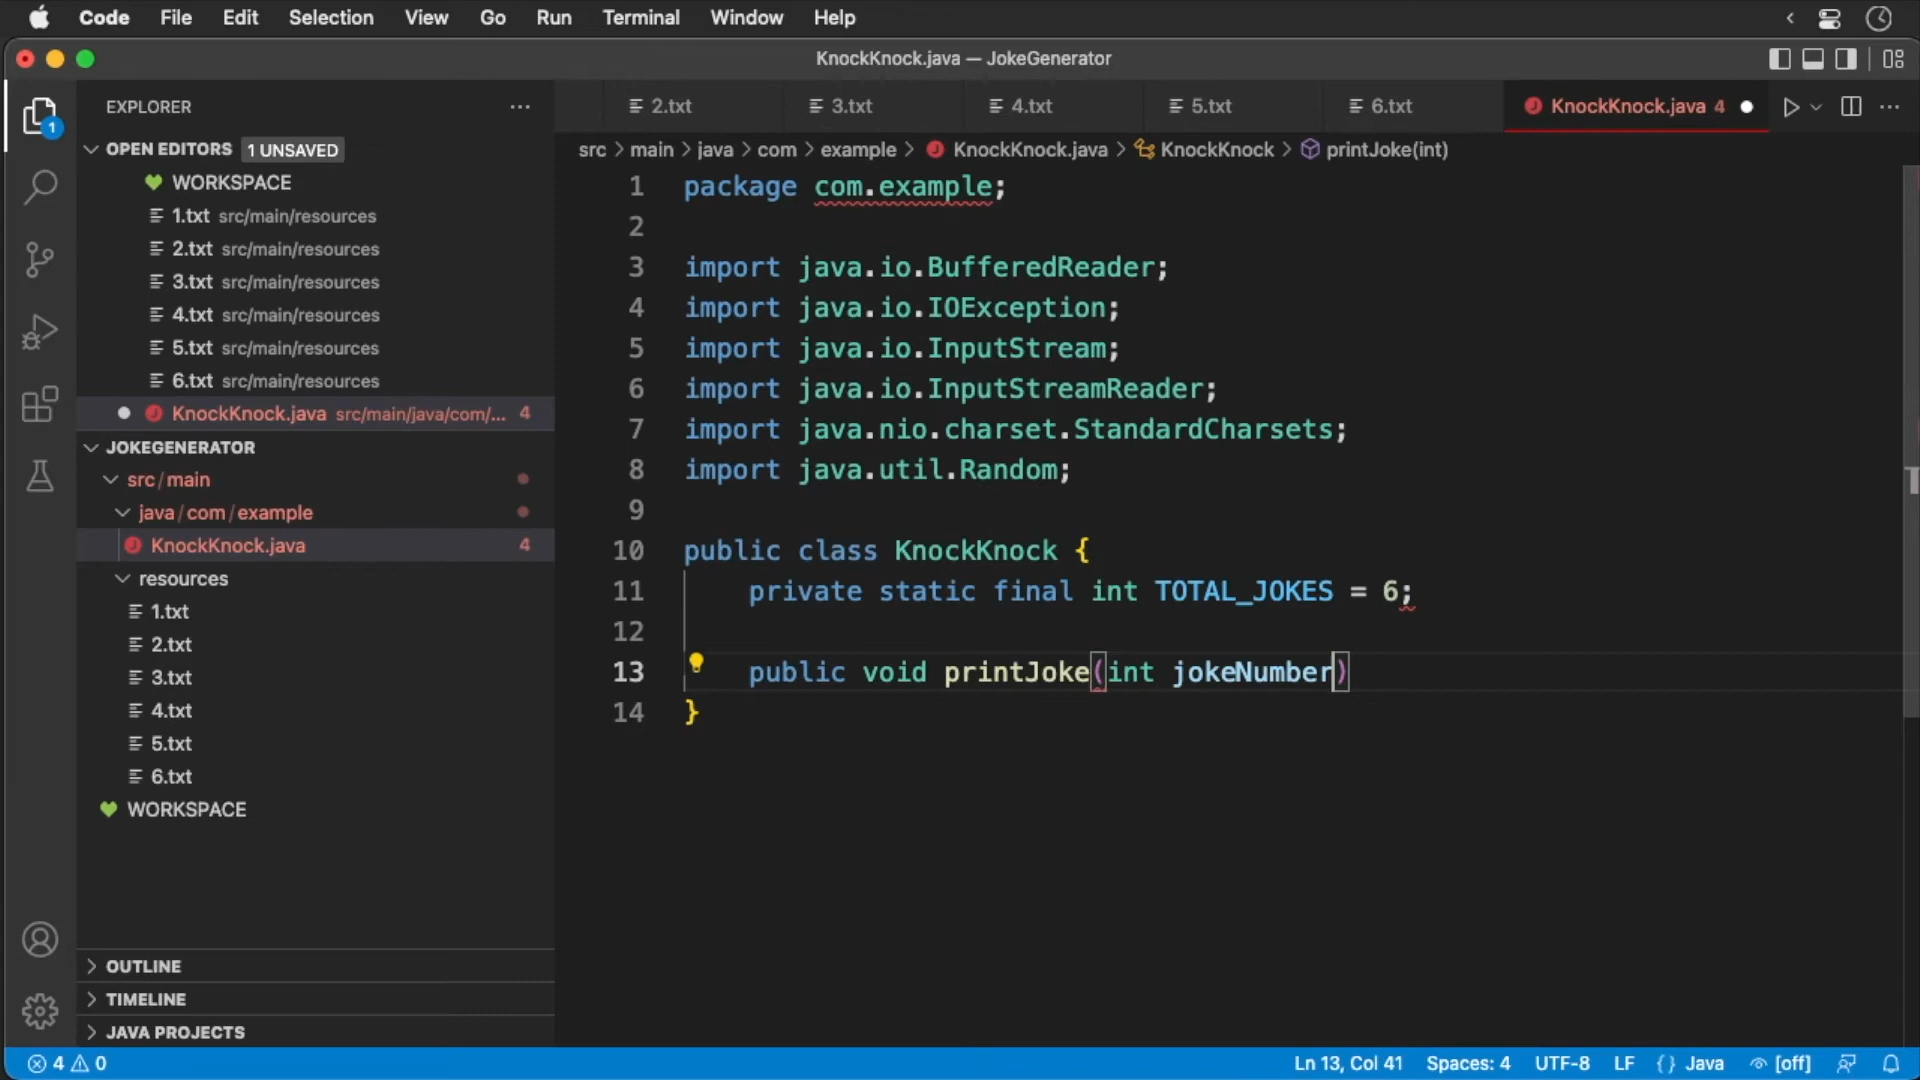 Code File Edit Selection View Go Run Terminal Window Help
KnockKnock.java — JokeGenerator
EXPLORER
2.txt 3.txt 4.txt 5.txt 6.txt KnockKnock.java 4
OPEN EDITORS 1 UNSAVED
src > main > java > com > example > KnockKnock.java > KnockKnock > printJoke(int)
WORKSPACE
1.txt src/main/resources
2.txt src/main/resources
3.txt src/main/resources
4.txt src/main/resources
5.txt src/main/resources
6.txt src/main/resources
KnockKnock.java src/main/java/com/... 4
JOKEGENERATOR
src / main
java / com / example
KnockKnock.java 4
resources
1.txt
2.txt
3.txt
4.txt
5.txt
6.txt
WORKSPACE
OUTLINE
TIMELINE
JAVA PROJECTS
1
1 package com.example;
2
3 import java.io.BufferedReader;
4 import java.io.IOException;
5 import java.io.InputStream;
6 import java.io.InputStreamReader;
7 import java.nio.charset.StandardCharsets;
8 import java.util.Random;
9
10 public class KnockKnock {
11 private static final int TOTAL_JOKES = 6;
12
13 public void printJoke(int jokeNumber)
14 }
4 0 Ln 13, Col 41 Spaces: 4 UTF-8 LF {} Java [off]